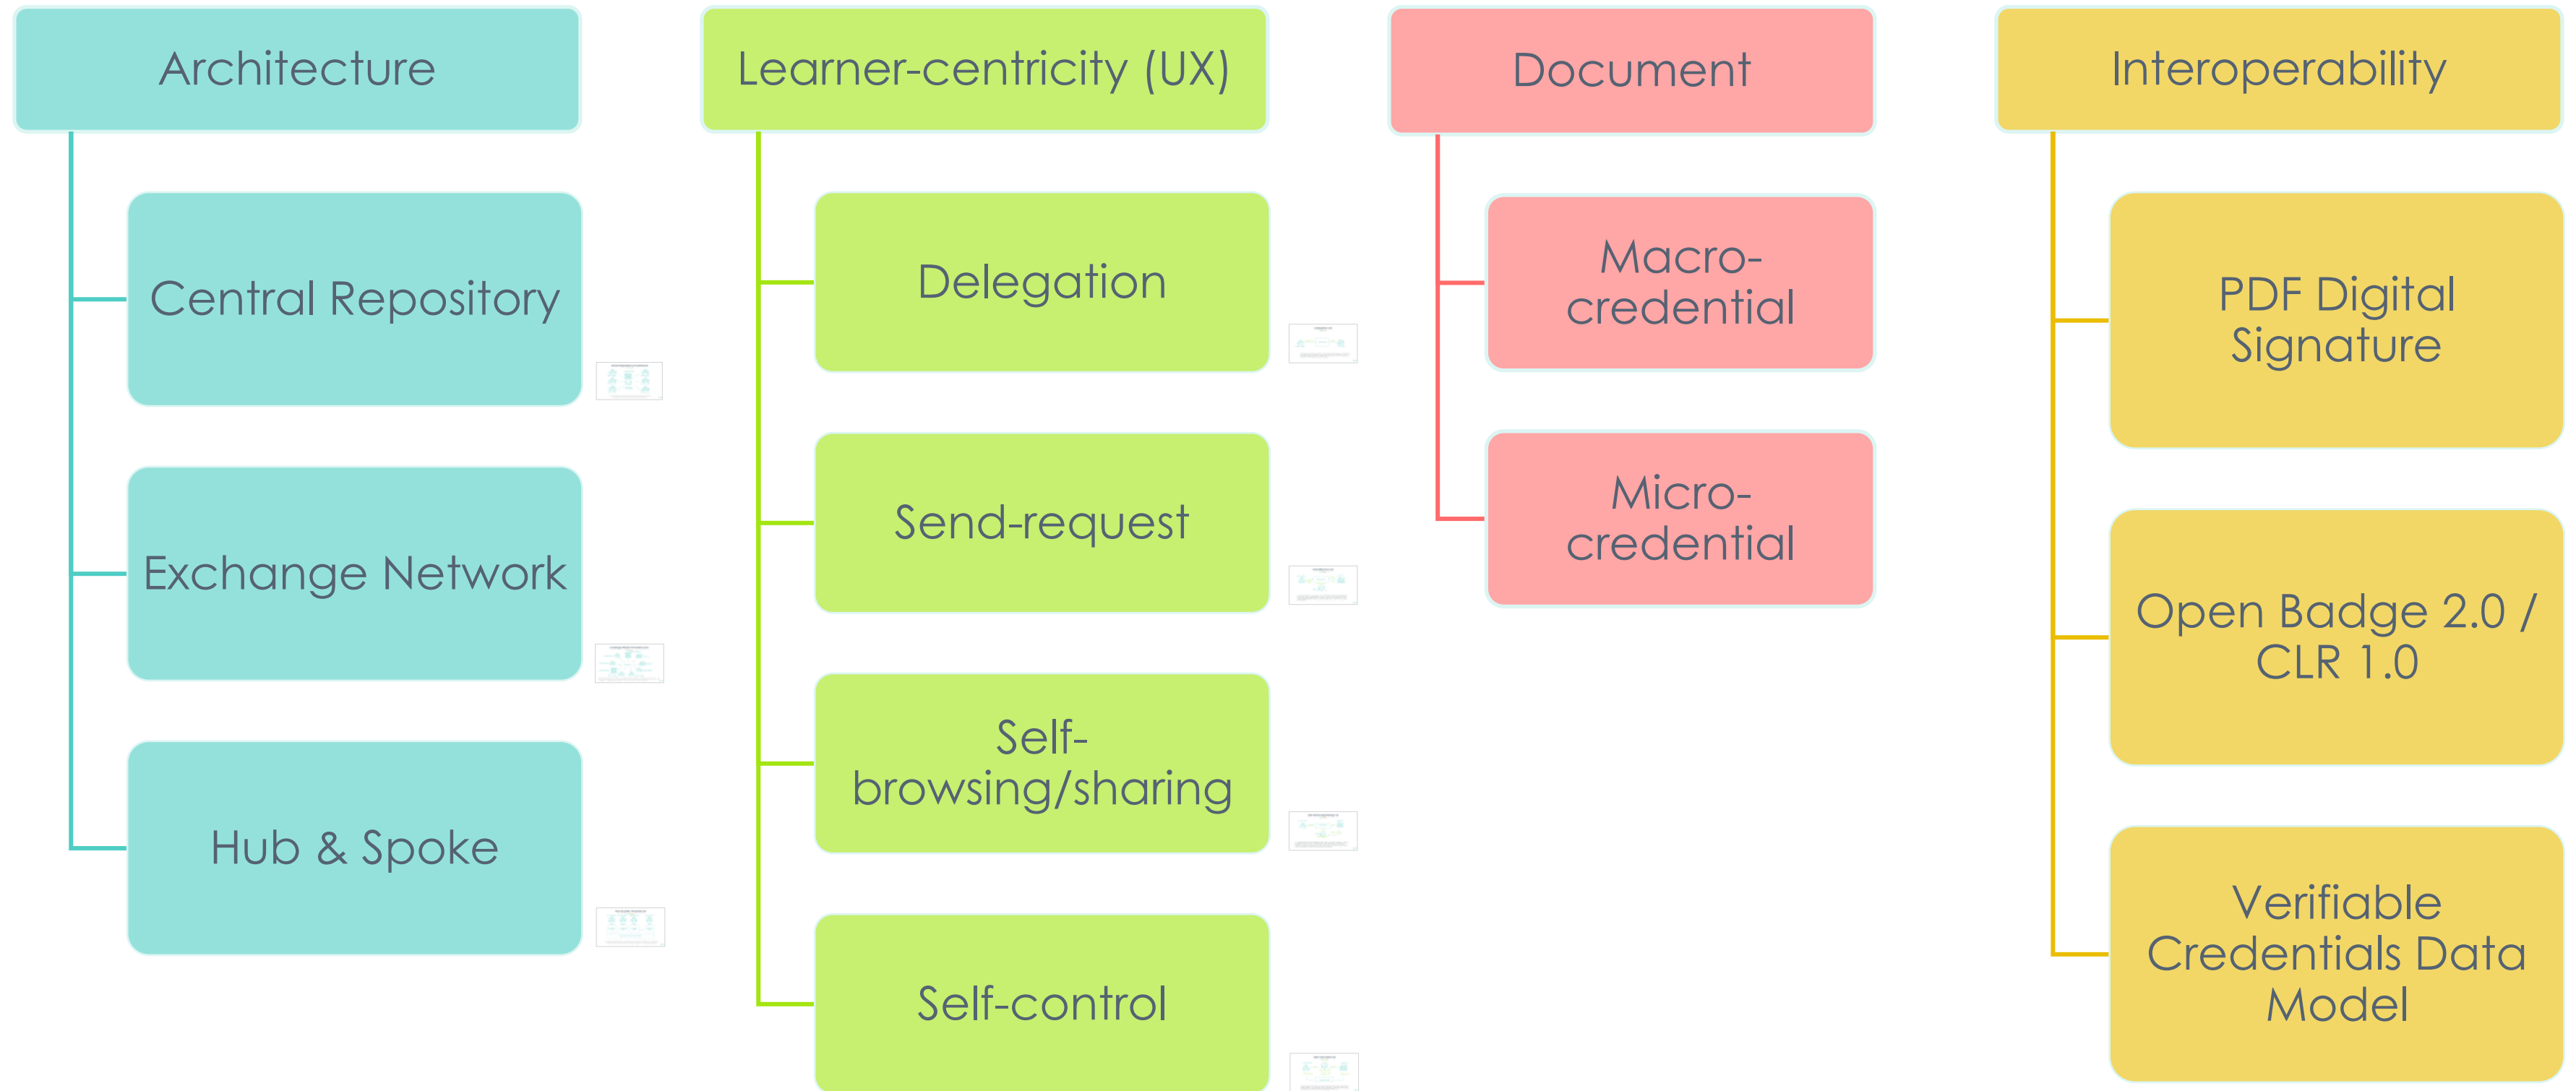 Architecture
Central Repository
Exchange Network
Hub & Spoke
Learner-centricity (UX)
Delegation
Send-request
Self-
browsing/sharing
Self-control
Document
Macro-
credential
Micro-
credential
Interoperability
PDF Digital
Signature
Open Badge 2.0 /
CLR 1.0
Verifiable
Credentials Data
Model